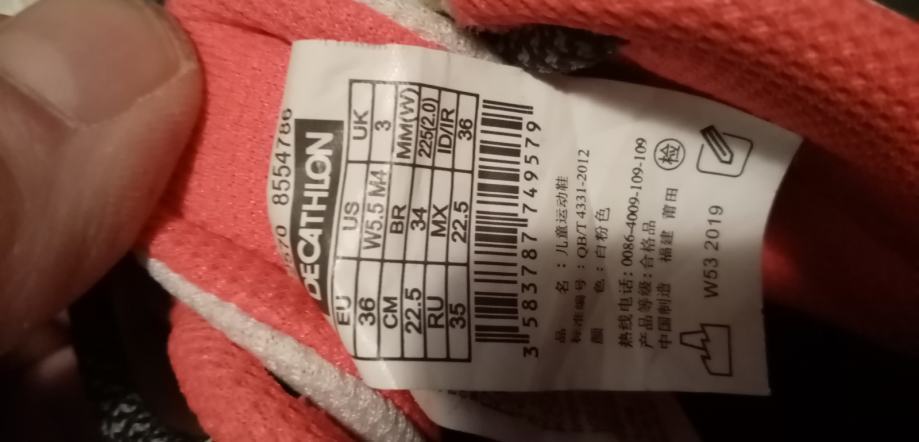 8554786
DECATHLON
EU US UK
36 W5.5 M4 3
CM BR MM(W)
22.5 34 225(2.0)
RU MX ID/IR
35 22.5 36
3 583787 749579
品 名：儿童运动鞋
标准编号：QB/T 4331-2012
颜 色：白粉色
热线电话：0086-4009-109-109
产品等级：合格品 检
中国制造 福建 莆田
W53 2019